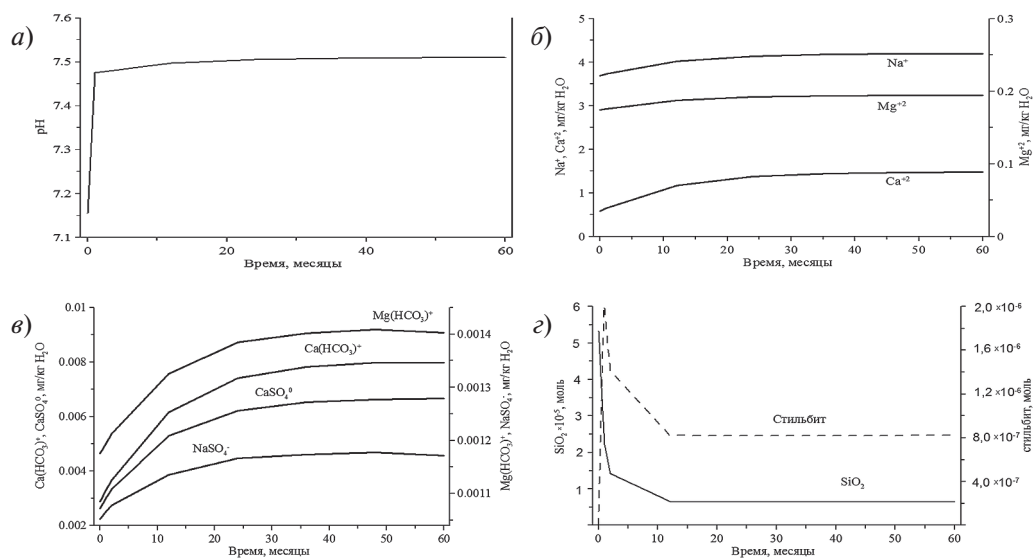 а)
7.6
7.5
7.4
7.3
7.2
7.1
pH
0
20
40
60
Время, месяцы
б)
5
4
3
2
1
0
Na⁺, Ca⁺², мг/кг H₂O
0.3
0.2
0.1
0
Mg⁺², мг/кг H₂O
Na⁺
Mg⁺²
Ca⁺²
0
10
20
30
40
50
60
Время, месяцы
в)
0.01
0.008
0.006
0.004
0.002
Ca(HCO₃)⁺, CaSO₄⁰, мг/кг H₂O
0.0014
0.0013
0.0012
0.0011
Mg(HCO₃)⁺, NaSO₄⁻, мг/кг H₂O
Mg(HCO₃)⁺
Ca(HCO₃)⁺
CaSO₄⁰
NaSO₄⁻
0
10
20
30
40
50
60
Время, месяцы
г)
6
5
4
3
2
1
SiO₂ ×10⁻⁵, моль
2,0 ×10⁻⁶
1,6 ×10⁻⁶
1,2 ×10⁻⁶
8,0 ×10⁻⁷
4,0 ×10⁻⁷
стильбит, моль
Стильбит
SiO₂
0
10
20
30
40
50
60
Время, месяцы